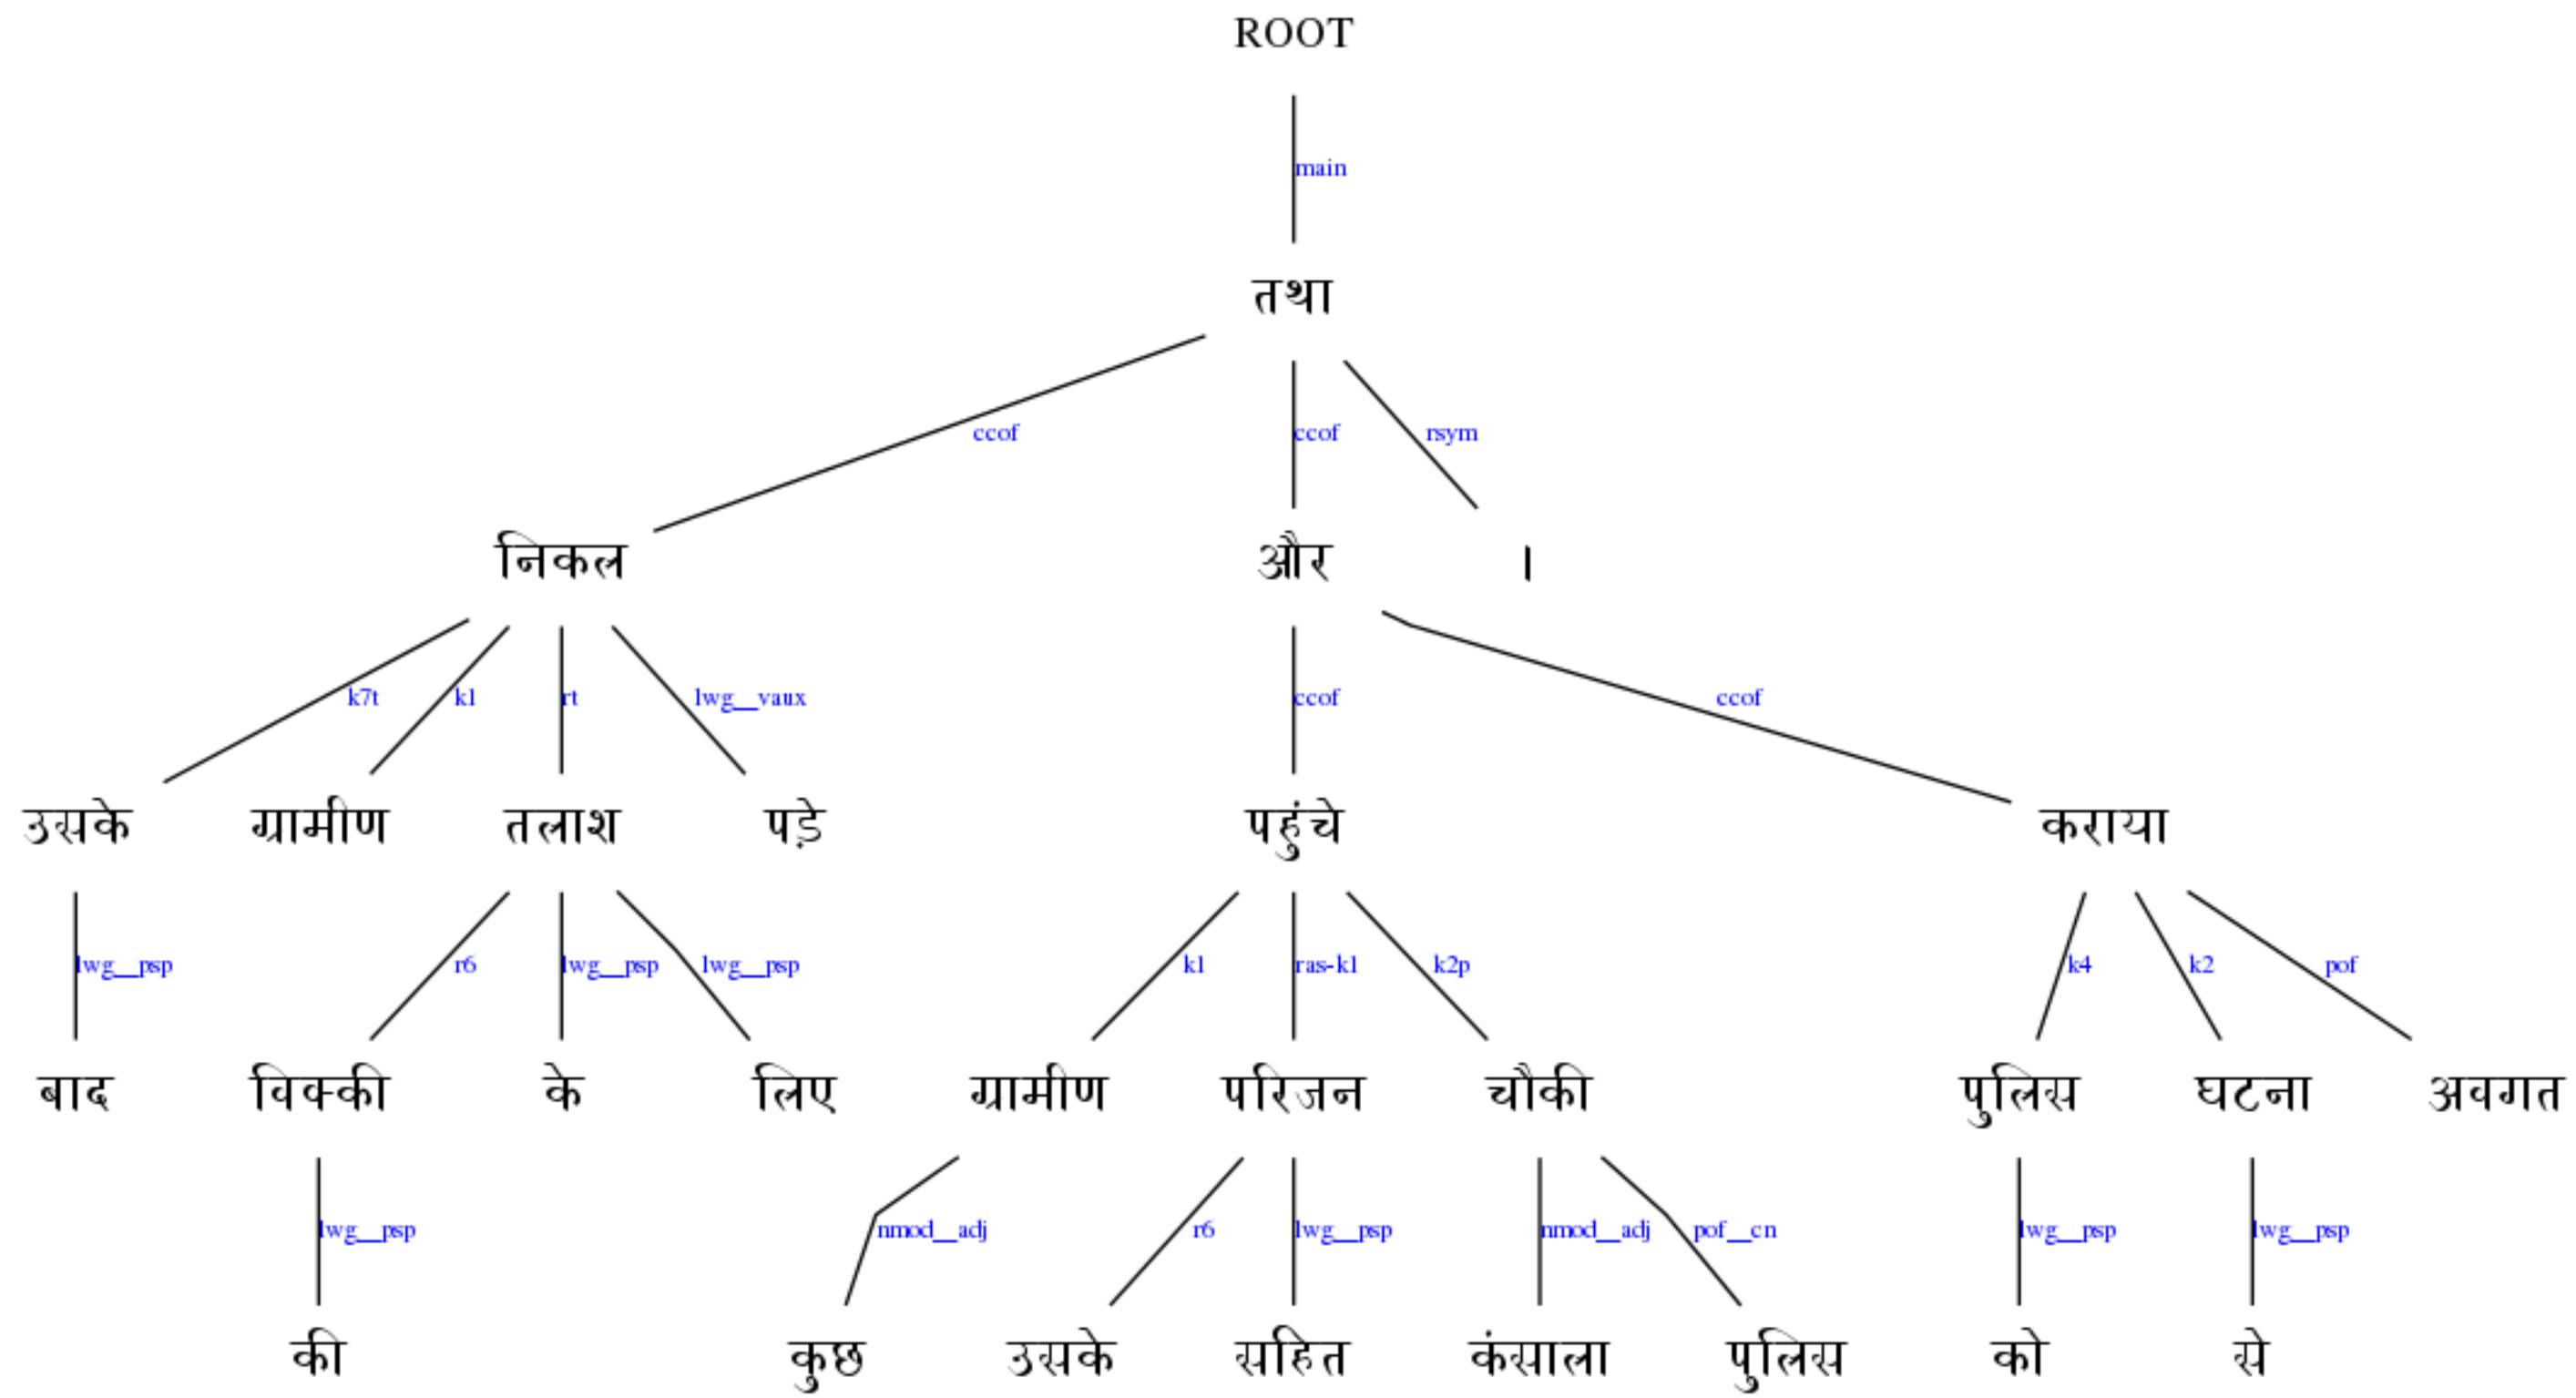 ROOT
main
तथा
ccof ccof rsym
निकल और ।
k7t k1 rt lwg__vaux ccof ccof
उसके ग्रामीण तलाश पड़े पहुंचे कराया
lwg__psp r6 lwg__psp lwg__psp k1 ras-k1 k2p k4 k2 pof
बाद विक्की के लिए ग्रामीण परिजन चौकी पुलिस घटना अवगत
lwg__psp nmod__adj r6 lwg__psp nmod__adj pof__cn lwg__psp lwg__psp
की कुछ उसके सहित कंसाला पुलिस को से